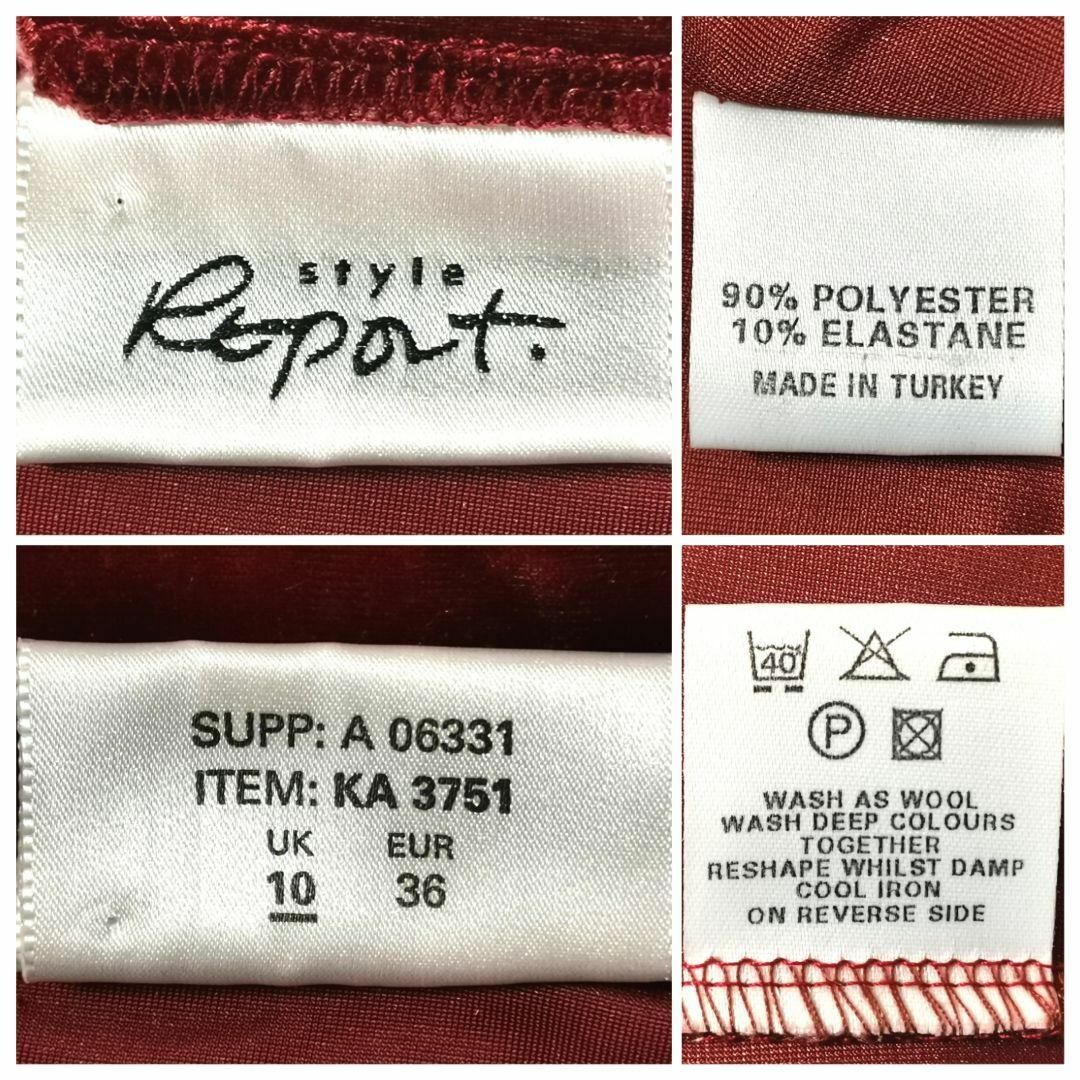 style
Report.
90% POLYESTER
10% ELASTANE
MADE IN TURKEY
SUPP: A 06331
ITEM: KA 3751
UK EUR
10 36
40
P
WASH AS WOOL
WASH DEEP COLOURS
TOGETHER
RESHAPE WHILST DAMP
COOL IRON
ON REVERSE SIDE